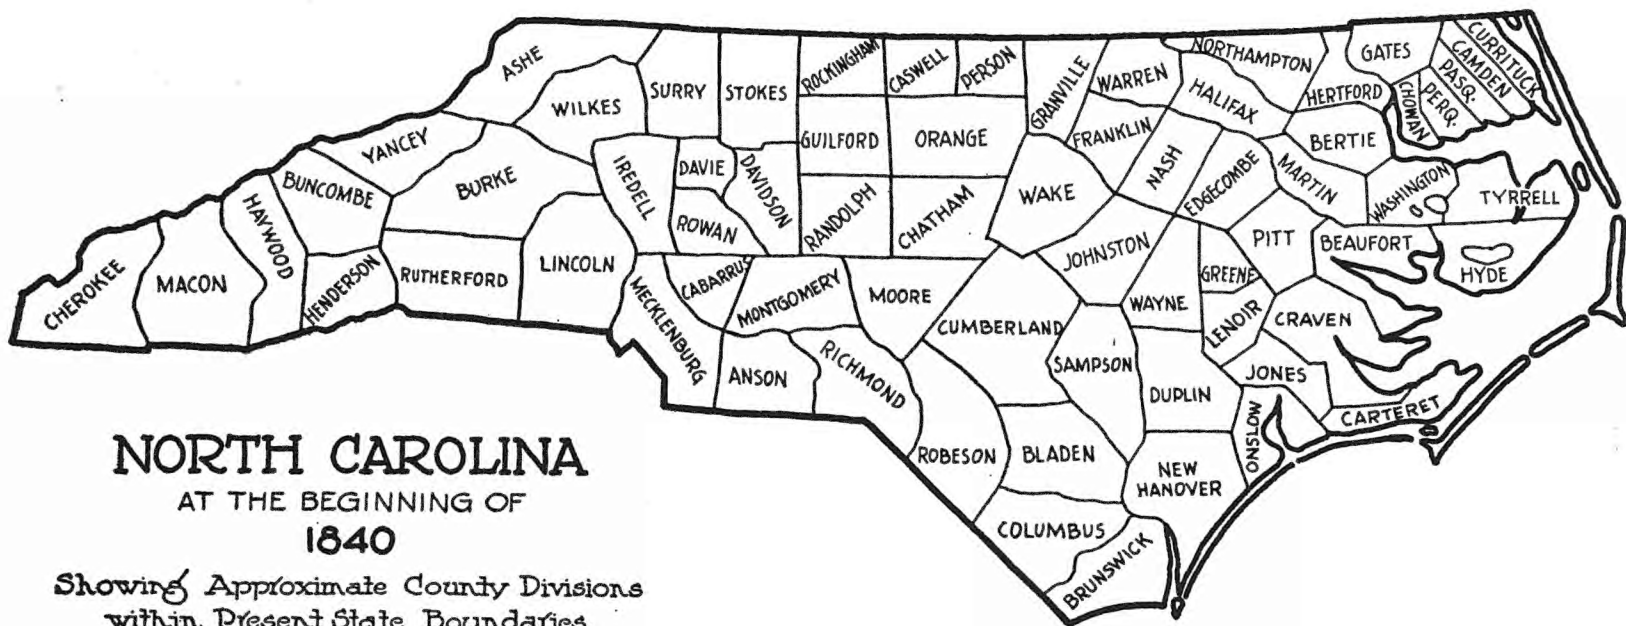 ASHE
WILKES
SURRY
STOKES
ROCKINGHAM
CASWELL
PERSON
GRANVILLE
WARREN
NORTHAMPTON
HALIFAX
HERTFORD
GATES
CURRITUCK
CAMDEN
PASQ.
PERQ.
CHOWAN
YANCEY
BUNCOMBE
BURKE
IREDELL
DAVIE
DAVIDSON
GUILFORD
ORANGE
FRANKLIN
NASH
EDGECOMBE
BERTIE
MARTIN
WASHINGTON
TYRRELL
HAYWOOD
ROWAN
RANDOLPH
CHATHAM
WAKE
JOHNSTON
PITT
BEAUFORT
HYDE
CHEROKEE
MACON
HENDERSON
RUTHERFORD
LINCOLN
MECKLENBURG
CABARRUS
MONTGOMERY
MOORE
GREENE
WAYNE
LENOIR
CRAVEN
CUMBERLAND
SAMPSON
ANSON
RICHMOND
DUPLIN
JONES
CARTERET
ONSLOW
ROBESON
BLADEN
NEW
HANOVER
COLUMBUS
BRUNSWICK
NORTH CAROLINA
AT THE BEGINNING OF
1840
Showing Approximate County Divisions
within Present State Boundaries